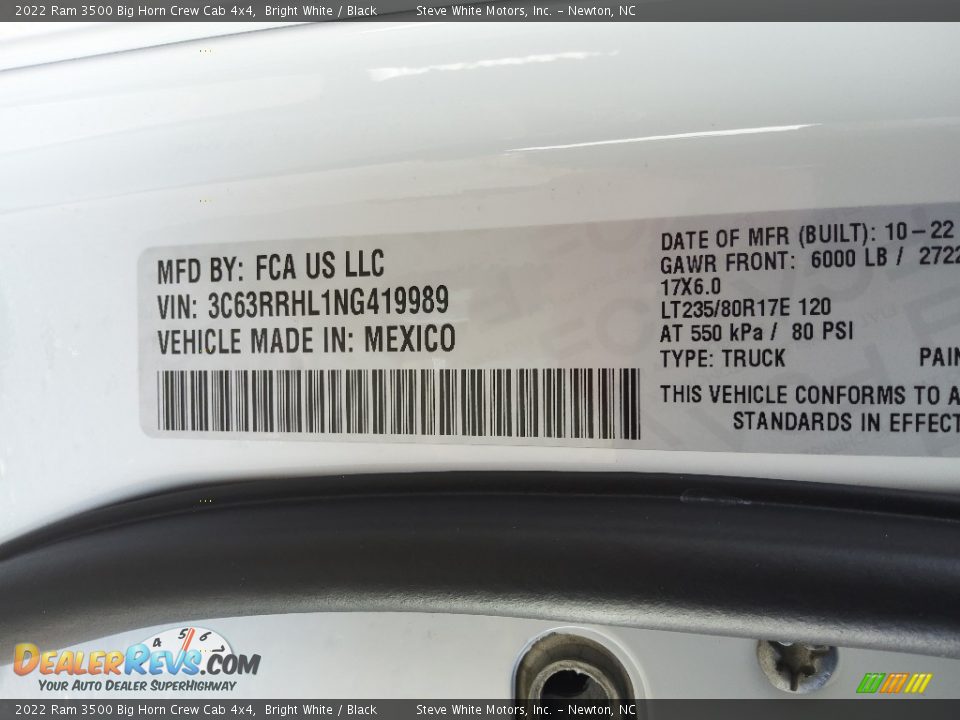 2022 Ram 3500 Big Horn Crew Cab 4x4, Bright White / Black Steve White Motors, Inc. - Newton, NC
MFD BY: FCA US LLC
VIN: 3C63RRHL1NG419989
VEHICLE MADE IN: MEXICO
DATE OF MFR (BUILT): 10-22
GAWR FRONT: 6000 LB / 2722
17X6.0
LT235/80R17E 120
AT 550 kPa / 80 PSI
TYPE: TRUCK PAIN
THIS VEHICLE CONFORMS TO A
STANDARDS IN EFFECT
4 5 6
DEALERREVS.COM
YOUR AUTO DEALER SUPERHIGHWAY
2022 Ram 3500 Big Horn Crew Cab 4x4, Bright White / Black Steve White Motors, Inc. - Newton, NC